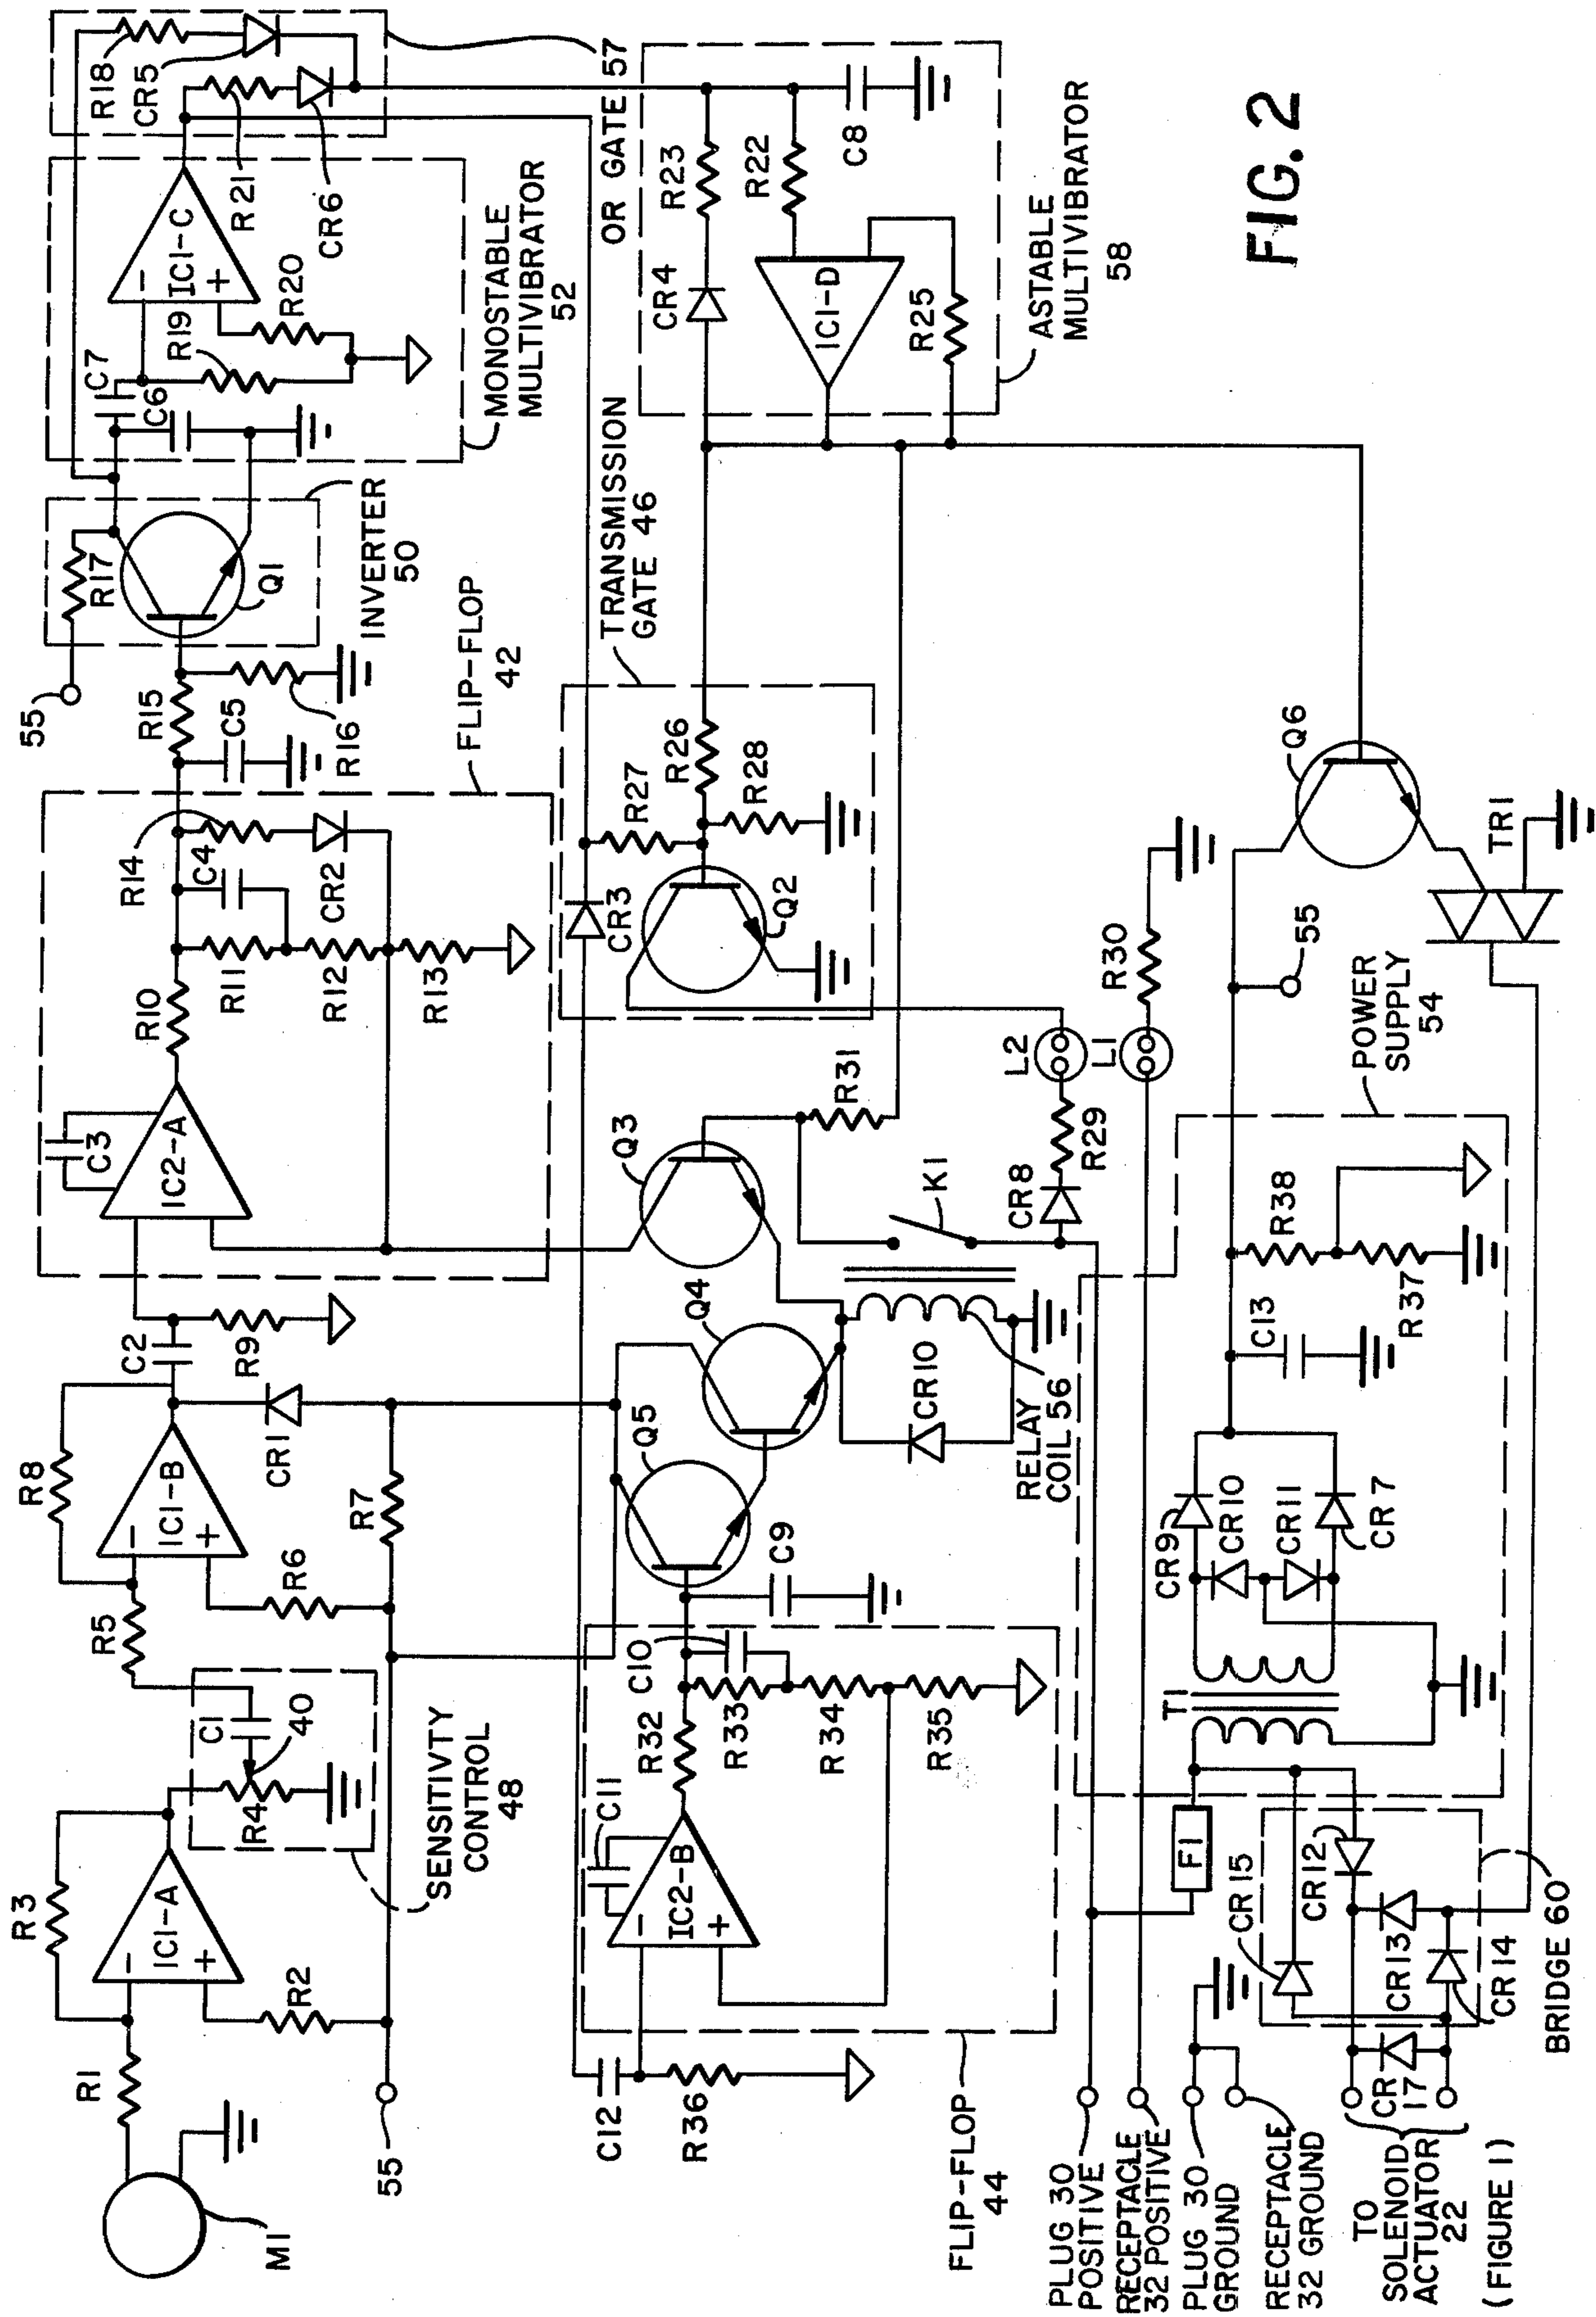 R18
CR5
R21
CR6
OR GATE 57
IC1-C
-
+
R20
R19
C7
C6
MONOSTABLE
MULTIVIBRATOR
52
R17
Q1
INVERTER
50
55
R15
C5
R16
FLIP-FLOP
42
R14
C4
CR2
R11
R12
R13
R10
C3
IC2-A
C2
R9
R8
IC1-B
-
+
CR1
R7
R6
R5
C1
40
R4
SENSITIVTY
CONTROL
48
R3
IC1-A
-
+
R2
R1
M1
55
R23
R22
C8
CR4
IC1-D
R25
ASTABLE
MULTIVIBRATOR
58
TRANSMISSION
GATE 46
R27
R26
R28
CR3
Q2
Q3
R31
K1
Q4
Q5
CR10
RELAY
COIL 56
C9
C10
R32
R33
R34
R35
C11
IC2-B
-
+
C12
R36
FLIP-FLOP
44
L2
L1
R30
R29
CR8
Q6
TR1
55
POWER
SUPPLY
54
R38
R37
C13
CR9
CR10
CR11
CR7
T1
F1
CR15
CR12
CR13
CR14
BRIDGE 60
CR
17
PLUG 30
POSITIVE
RECEPTACLE
32 POSITIVE
PLUG 30
GROUND
RECEPTACLE
32 GROUND
TO
SOLENOID
ACTUATOR
22
(FIGURE 1)
FIG. 2